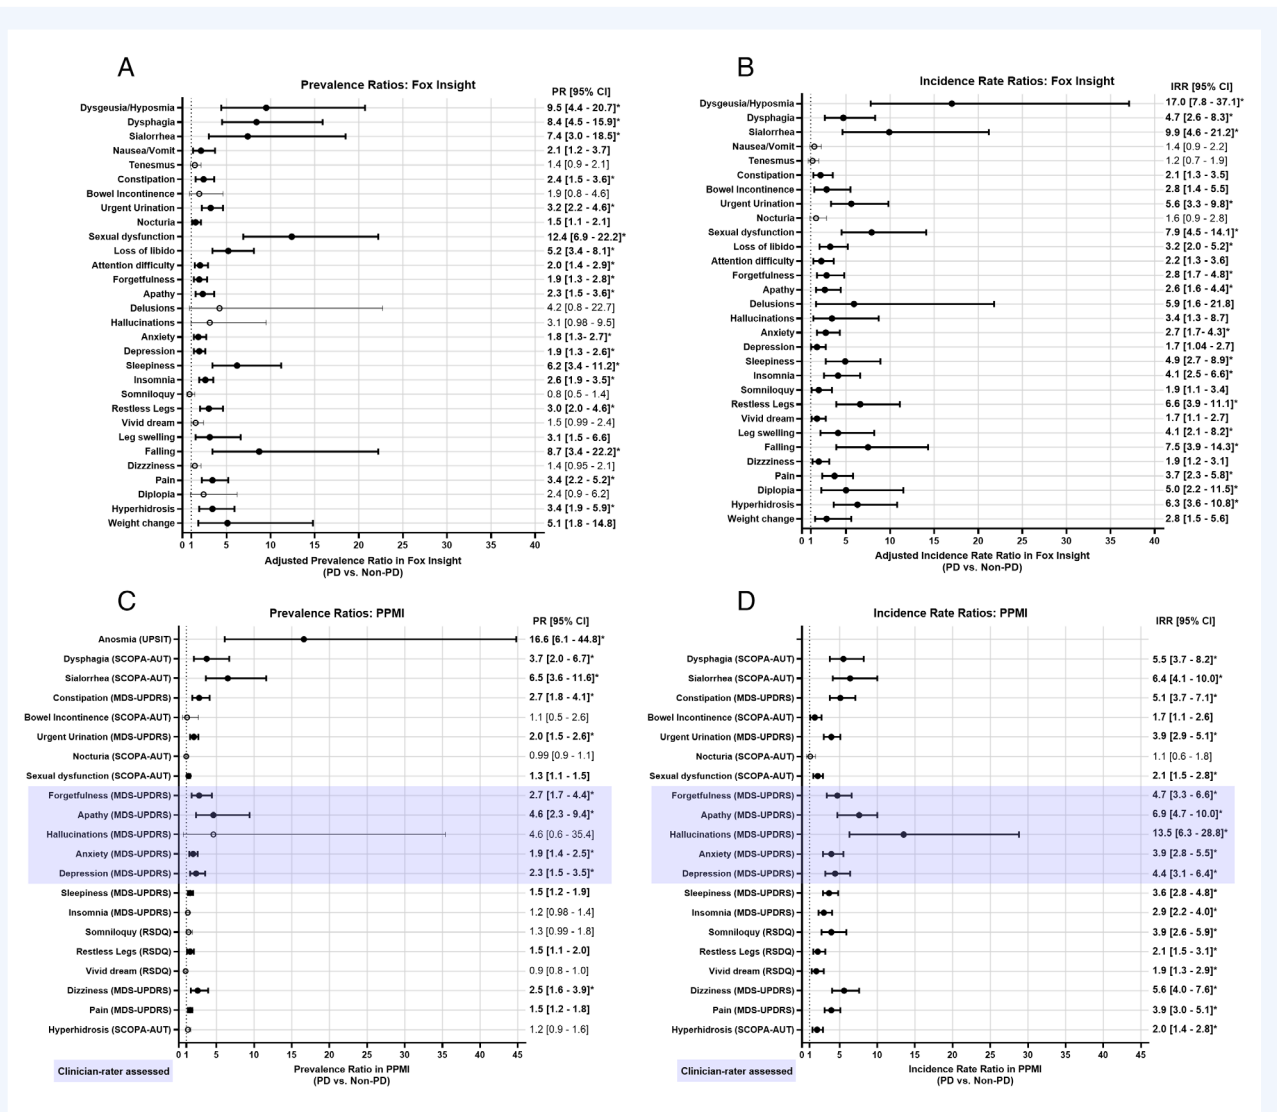 A
Prevalence Ratios: Fox Insight
PR [95% CI]
Dysgeusia/Hyposmia 9.5 [4.4 - 20.7]*
Dysphagia 8.4 [4.5 - 15.9]*
Sialorrhea 7.4 [3.0 - 18.5]*
Nausea/Vomit 2.1 [1.2 - 3.7]
Tenesmus 1.4 [0.9 - 2.1]
Constipation 2.4 [1.5 - 3.6]*
Bowel Incontinence 1.9 [0.8 - 4.6]
Urgent Urination 3.2 [2.2 - 4.6]*
Nocturia 1.5 [1.1 - 2.1]
Sexual dysfunction 12.4 [6.9 - 22.2]*
Loss of libido 5.2 [3.4 - 8.1]*
Attention difficulty 2.0 [1.4 - 2.9]*
Forgetfulness 1.9 [1.3 - 2.8]*
Apathy 2.3 [1.5 - 3.6]*
Delusions 4.2 [0.8 - 22.7]
Hallucinations 3.1 [0.98 - 9.5]
Anxiety 1.8 [1.3- 2.7]*
Depression 1.9 [1.3 - 2.6]*
Sleepiness 6.2 [3.4 - 11.2]*
Insomnia 2.6 [1.9 - 3.5]*
Somniloquy 0.8 [0.5 - 1.4]
Restless Legs 3.0 [2.0 - 4.6]*
Vivid dream 1.5 [0.99 - 2.4]
Leg swelling 3.1 [1.5 - 6.6]
Falling 8.7 [3.4 - 22.2]*
Dizzziness 1.4 [0.95 - 2.1]
Pain 3.4 [2.2 - 5.2]*
Diplopia 2.4 [0.9 - 6.2]
Hyperhidrosis 3.4 [1.9 - 5.9]*
Weight change 5.1 [1.8 - 14.8]
0 1 5 10 15 20 25 30 35 40
Adjusted Prevalence Ratio in Fox Insight
(PD vs. Non-PD)
B
Incidence Rate Ratios: Fox Insight
IRR [95% CI]
Dysgeusia/Hyposmia 17.0 [7.8 - 37.1]*
Dysphagia 4.7 [2.6 - 8.3]*
Sialorrhea 9.9 [4.6 - 21.2]*
Nausea/Vomit 1.4 [0.9 - 2.2]
Tenesmus 1.2 [0.7 - 1.9]
Constipation 2.1 [1.3 - 3.5]
Bowel Incontinence 2.8 [1.4 - 5.5]
Urgent Urination 5.6 [3.3 - 9.8]*
Nocturia 1.6 [0.9 - 2.8]
Sexual dysfunction 7.9 [4.5 - 14.1]*
Loss of libido 3.2 [2.0 - 5.2]*
Attention difficulty 2.2 [1.3 - 3.6]
Forgetfulness 2.8 [1.7 - 4.8]*
Apathy 2.6 [1.6 - 4.4]*
Delusions 5.9 [1.6 - 21.8]
Hallucinations 3.4 [1.3 - 8.7]
Anxiety 2.7 [1.7- 4.3]*
Depression 1.7 [1.04 - 2.7]
Sleepiness 4.9 [2.7 - 8.9]*
Insomnia 4.1 [2.5 - 6.6]*
Somniloquy 1.9 [1.1 - 3.4]
Restless Legs 6.6 [3.9 - 11.1]*
Vivid dream 1.7 [1.1 - 2.7]
Leg swelling 4.1 [2.1 - 8.2]*
Falling 7.5 [3.9 - 14.3]*
Dizzziness 1.9 [1.2 - 3.1]
Pain 3.7 [2.3 - 5.8]*
Diplopia 5.0 [2.2 - 11.5]*
Hyperhidrosis 6.3 [3.6 - 10.8]*
Weight change 2.8 [1.5 - 5.6]
0 1 5 10 15 20 25 30 35 40
Adjusted Incidence Rate Ratio in Fox Insight
(PD vs. Non-PD)
C
Prevalence Ratios: PPMI
PR [95% CI]
Anosmia (UPSIT) 16.6 [6.1 - 44.8]*
Dysphagia (SCOPA-AUT) 3.7 [2.0 - 6.7]*
Sialorrhea (SCOPA-AUT) 6.5 [3.6 - 11.6]*
Constipation (MDS-UPDRS) 2.7 [1.8 - 4.1]*
Bowel Incontinence (SCOPA-AUT) 1.1 [0.5 - 2.6]
Urgent Urination (MDS-UPDRS) 2.0 [1.5 - 2.6]*
Nocturia (SCOPA-AUT) 0.99 [0.9 - 1.1]
Sexual dysfunction (SCOPA-AUT) 1.3 [1.1 - 1.5]
Forgetfulness (MDS-UPDRS) 2.7 [1.7 - 4.4]*
Apathy (MDS-UPDRS) 4.6 [2.3 - 9.4]*
Hallucinations (MDS-UPDRS) 4.6 [0.6 - 35.4]
Anxiety (MDS-UPDRS) 1.9 [1.4 - 2.5]*
Depression (MDS-UPDRS) 2.3 [1.5 - 3.5]*
Sleepiness (MDS-UPDRS) 1.5 [1.2 - 1.9]
Insomnia (MDS-UPDRS) 1.2 [0.98 - 1.4]
Somniloquy (RSDQ) 1.3 [0.99 - 1.8]
Restless Legs (RSDQ) 1.5 [1.1 - 2.0]
Vivid dream (RSDQ) 0.9 [0.8 - 1.0]
Dizziness (MDS-UPDRS) 2.5 [1.6 - 3.9]*
Pain (MDS-UPDRS) 1.5 [1.2 - 1.8]
Hyperhidrosis (SCOPA-AUT) 1.2 [0.9 - 1.6]
0 1 5 10 15 20 25 30 35 40 45
Clinician-rater assessed
Prevalence Ratio in PPMI
(PD vs. Non-PD)
D
Incidence Rate Ratios: PPMI
IRR [95% CI]
Dysphagia (SCOPA-AUT) 5.5 [3.7 - 8.2]*
Sialorrhea (SCOPA-AUT) 6.4 [4.1 - 10.0]*
Constipation (MDS-UPDRS) 5.1 [3.7 - 7.1]*
Bowel Incontinence (SCOPA-AUT) 1.7 [1.1 - 2.6]
Urgent Urination (MDS-UPDRS) 3.9 [2.9 - 5.1]*
Nocturia (SCOPA-AUT) 1.1 [0.6 - 1.8]
Sexual dysfunction (SCOPA-AUT) 2.1 [1.5 - 2.8]*
Forgetfulness (MDS-UPDRS) 4.7 [3.3 - 6.6]*
Apathy (MDS-UPDRS) 6.9 [4.7 - 10.0]*
Hallucinations (MDS-UPDRS) 13.5 [6.3 - 28.8]*
Anxiety (MDS-UPDRS) 3.9 [2.8 - 5.5]*
Depression (MDS-UPDRS) 4.4 [3.1 - 6.4]*
Sleepiness (MDS-UPDRS) 3.6 [2.8 - 4.8]*
Insomnia (MDS-UPDRS) 2.9 [2.2 - 4.0]*
Somniloquy (RSDQ) 3.9 [2.6 - 5.9]*
Restless Legs (RSDQ) 2.1 [1.5 - 3.1]*
Vivid dream (RSDQ) 1.9 [1.3 - 2.9]*
Dizziness (MDS-UPDRS) 5.6 [4.0 - 7.6]*
Pain (MDS-UPDRS) 3.9 [3.0 - 5.1]*
Hyperhidrosis (SCOPA-AUT) 2.0 [1.4 - 2.8]*
0 1 5 10 15 20 25 30 35 40 45
Clinician-rater assessed
Incidence Rate Ratio in PPMI
(PD vs. Non-PD)